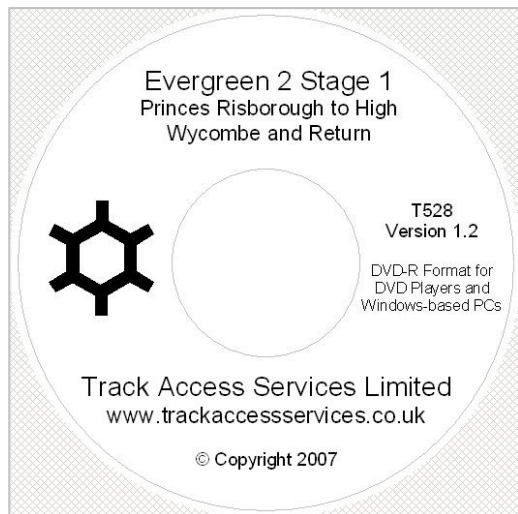 Evergreen 2 Stage 1
Princes Risborough to High
Wycombe and Return
T528
Version 1.2
DVD-R Format for
DVD Players and
Windows-based PCs
Track Access Services Limited
www.trackaccessservices.co.uk
© Copyright 2007